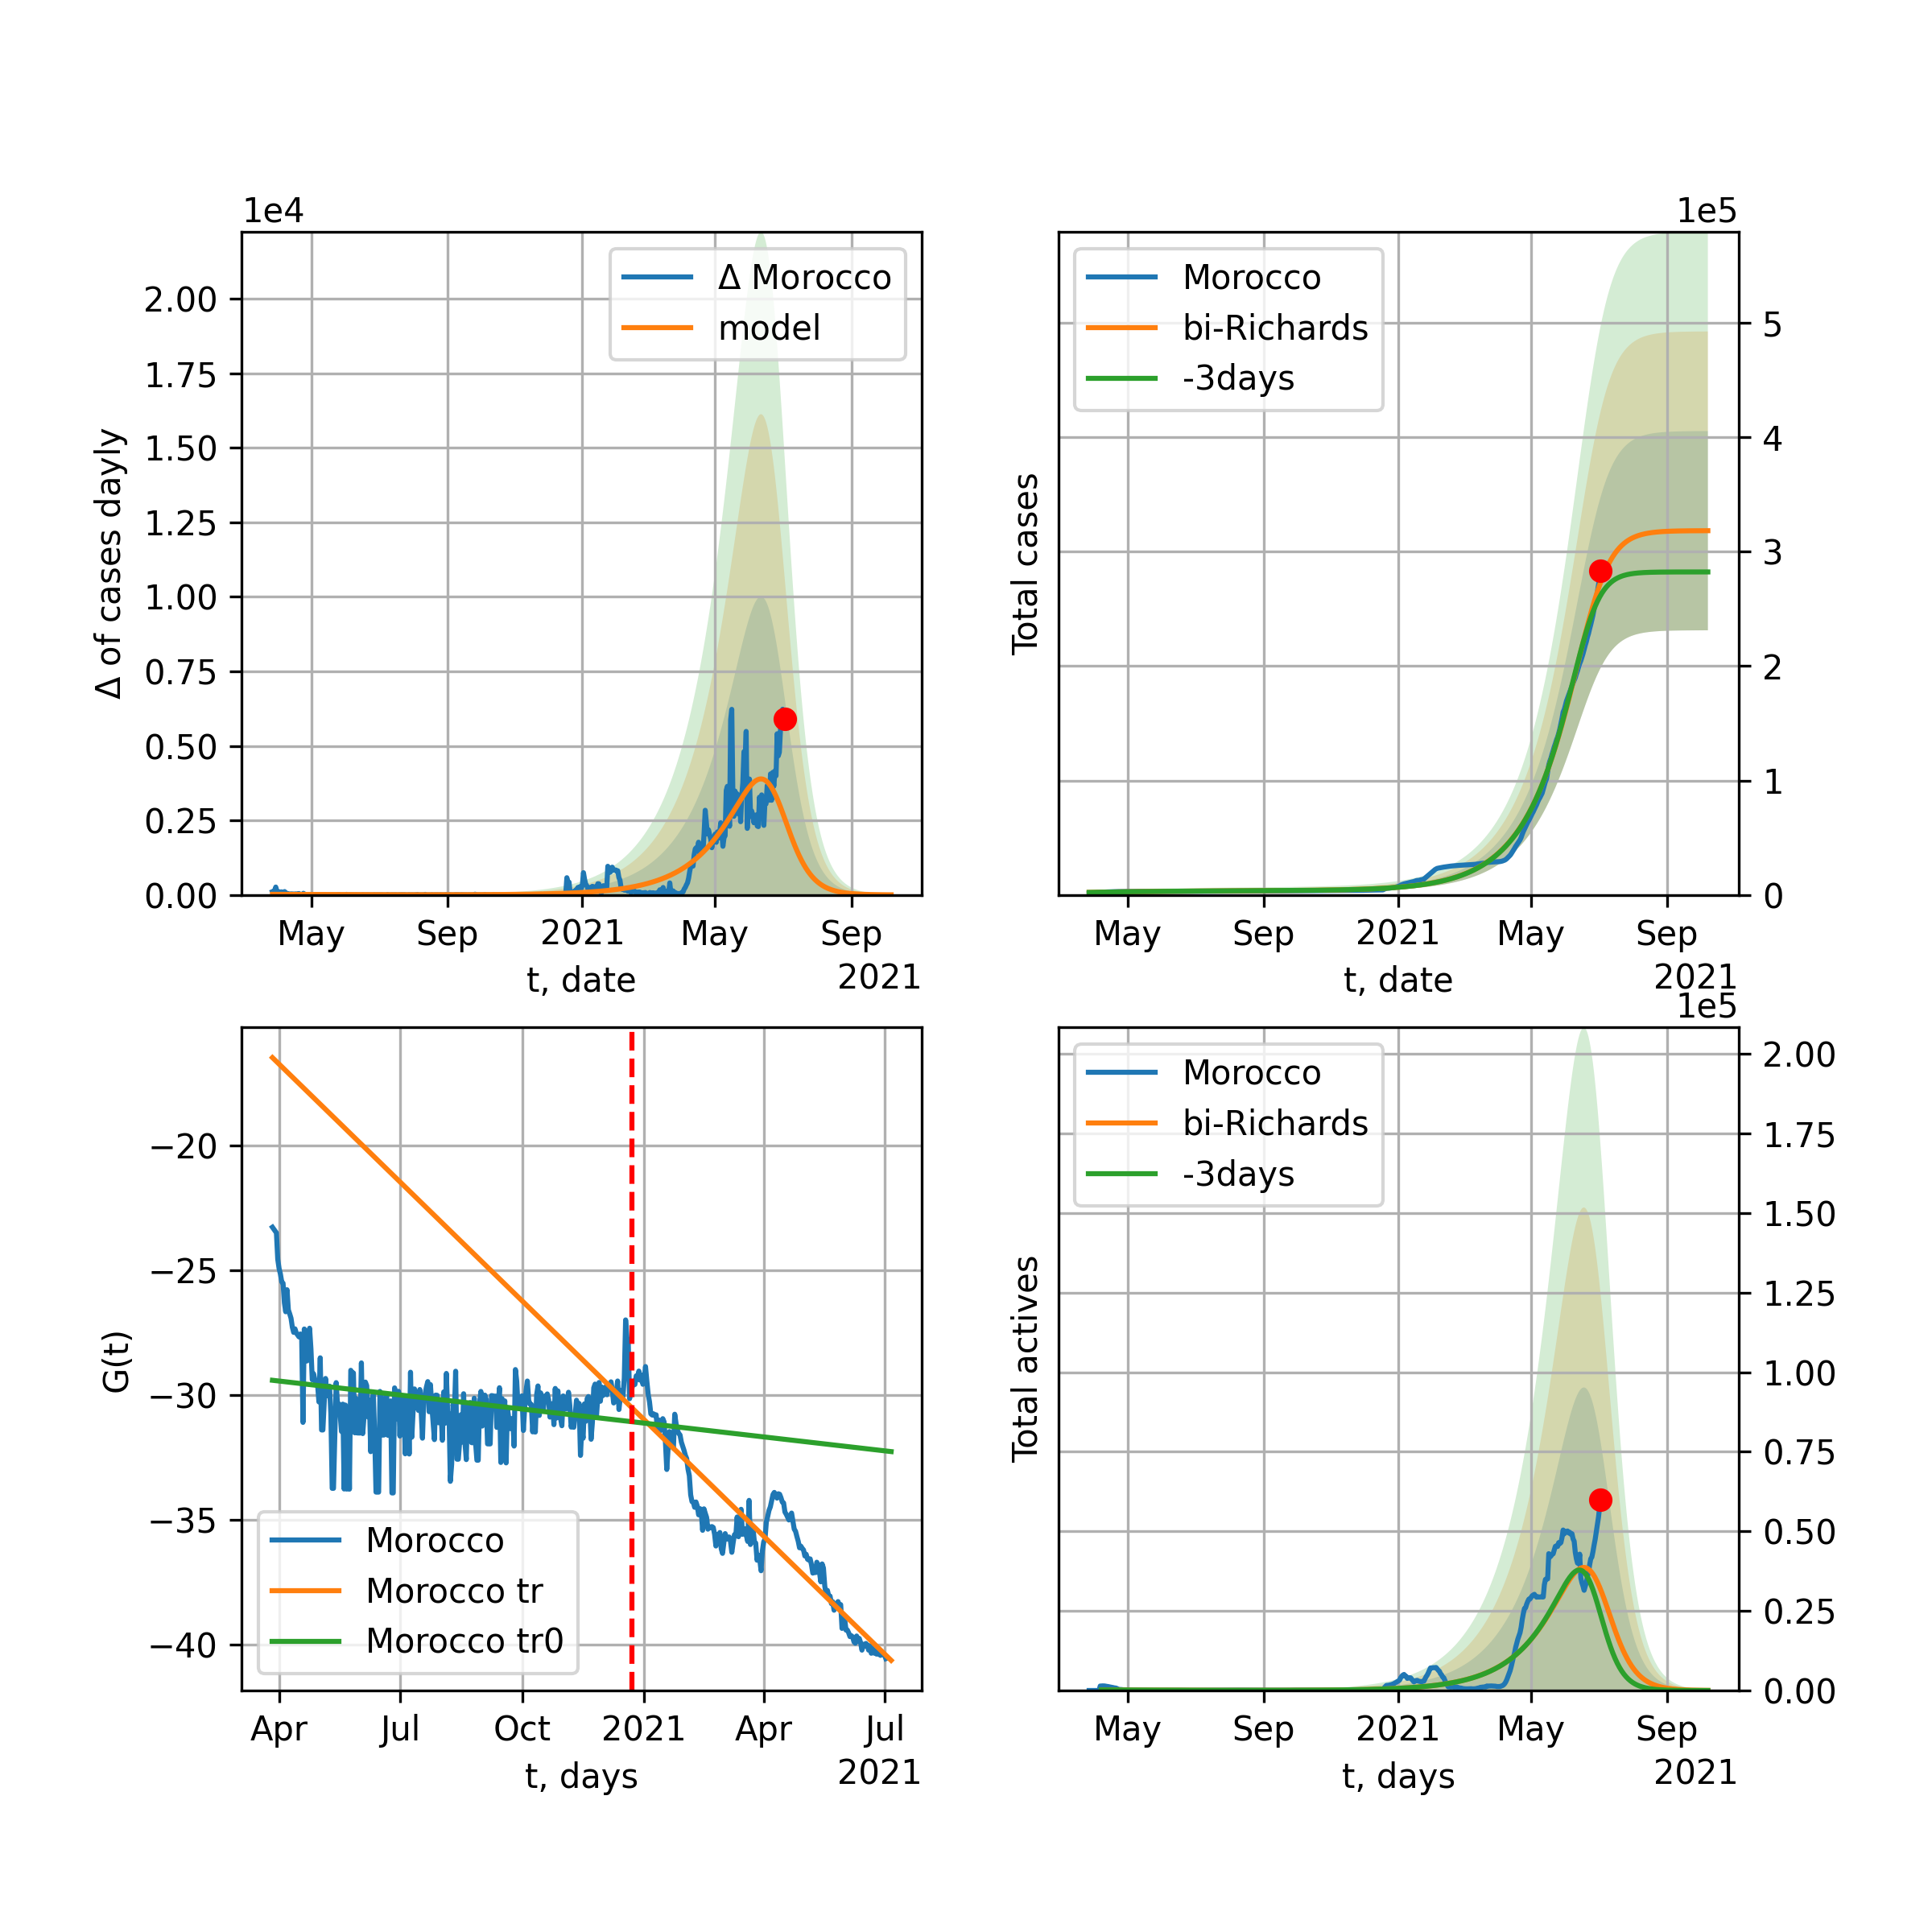 1e4
2.00
1.75
1.50
1.25
1.00
0.75
0.50
0.25
0.00
Δ of cases dayly
Δ Morocco
model
May Sep 2021 May Sep
t, date
2021
1e5
Morocco
bi-Richards
-3days
Total cases
5
4
3
2
1
0
May Sep 2021 May Sep
t, date
2021
G(t)
−20
−25
−30
−35
−40
Morocco
Morocco tr
Morocco tr0
Apr Jul Oct 2021 Apr Jul
t, days
2021
1e5
Morocco
bi-Richards
-3days
Total actives
2.00
1.75
1.50
1.25
1.00
0.75
0.50
0.25
0.00
May Sep 2021 May Sep
t, days
2021